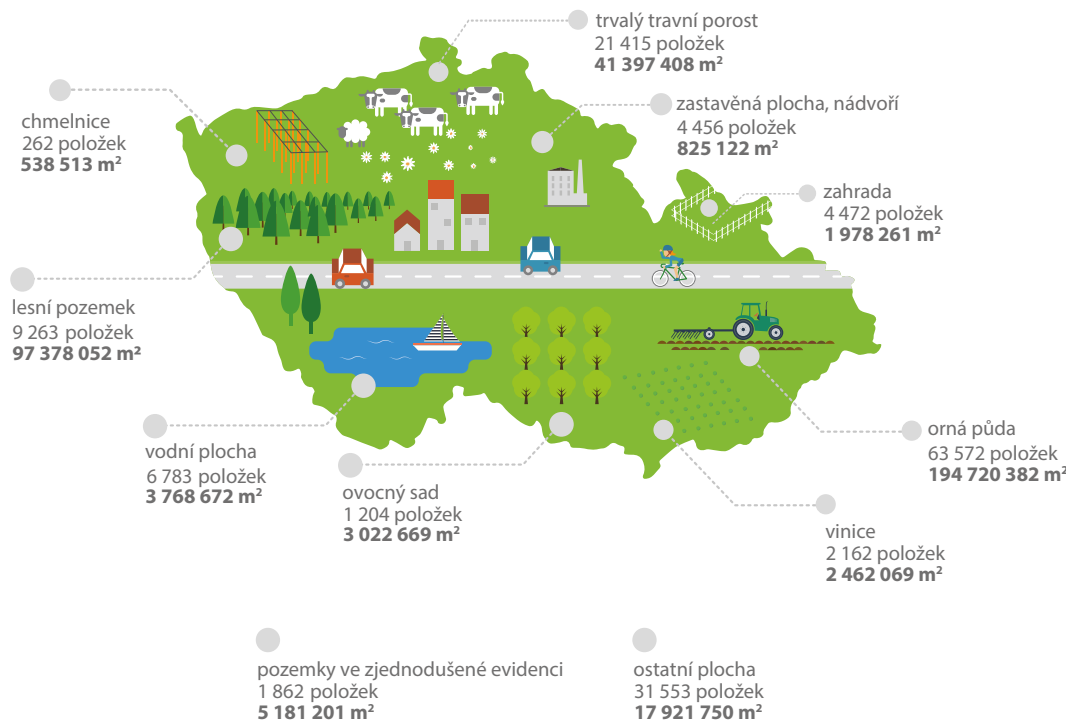 trvalý travní porost
21 415 položek
41 397 408 m²
chmelnice
262 položek
538 513 m²
zastavěná plocha, nádvoří
4 456 položek
825 122 m²
zahrada
4 472 položek
1 978 261 m²
lesní pozemek
9 263 položek
97 378 052 m²
vodní plocha
6 783 položek
3 768 672 m²
ovocný sad
1 204 položek
3 022 669 m²
orná půda
63 572 položek
194 720 382 m²
vinice
2 162 položek
2 462 069 m²
pozemky ve zjednodušené evidenci
1 862 položek
5 181 201 m²
ostatní plocha
31 553 položek
17 921 750 m²